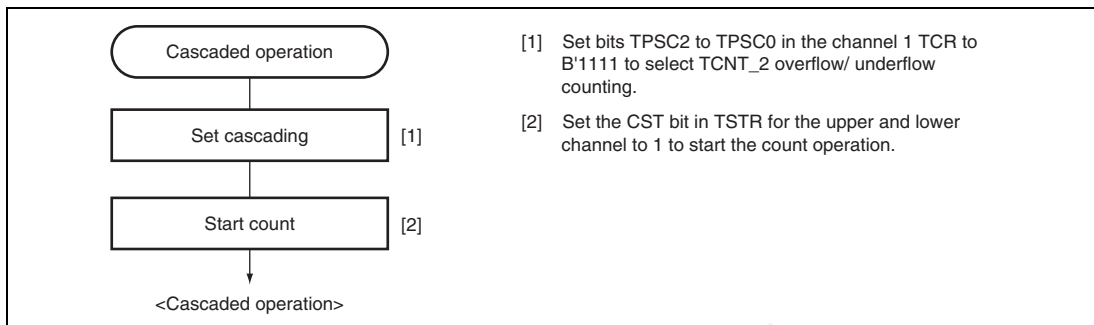 Cascaded operation
Set cascading [1]
Start count [2]
<Cascaded operation>
[1] Set bits TPSC2 to TPSC0 in the channel 1 TCR to
B'1111 to select TCNT_2 overflow/ underflow
counting.
[2] Set the CST bit in TSTR for the upper and lower
channel to 1 to start the count operation.